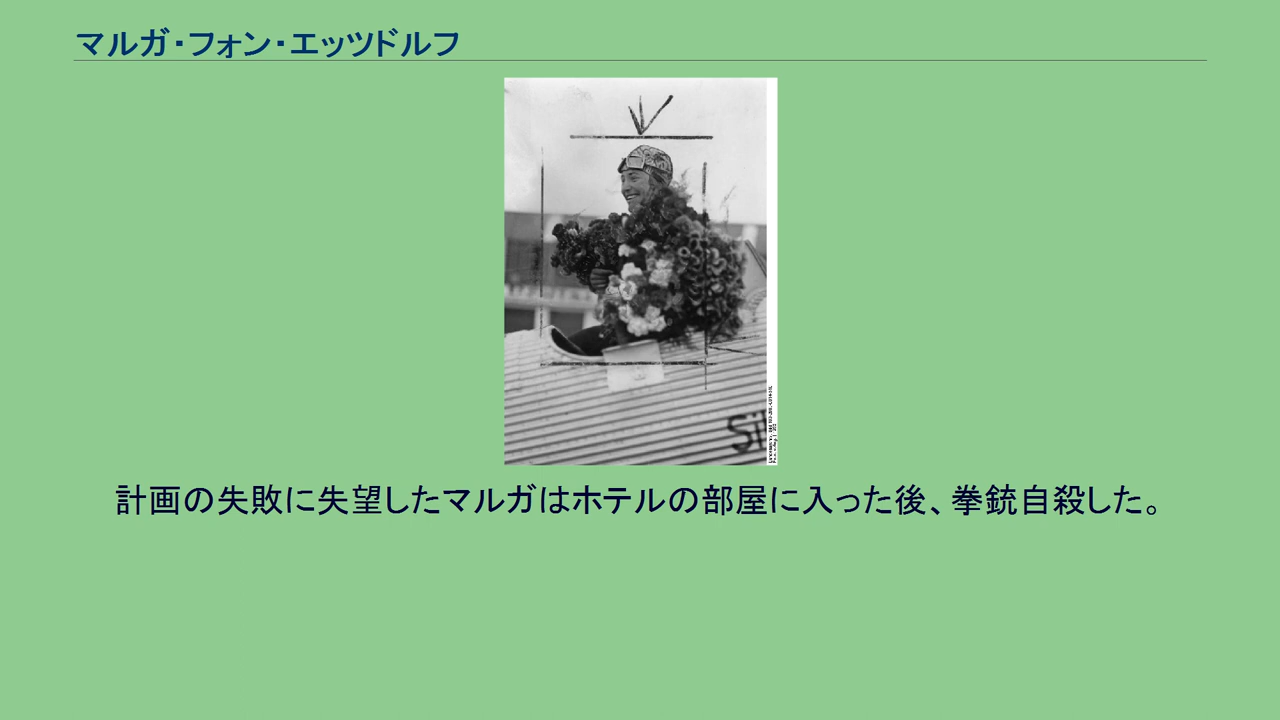 マルガ・フォン・エッツドルフ
Si
計画の失敗に失望したマルガはホテルの部屋に入った後、拳銃自殺した。